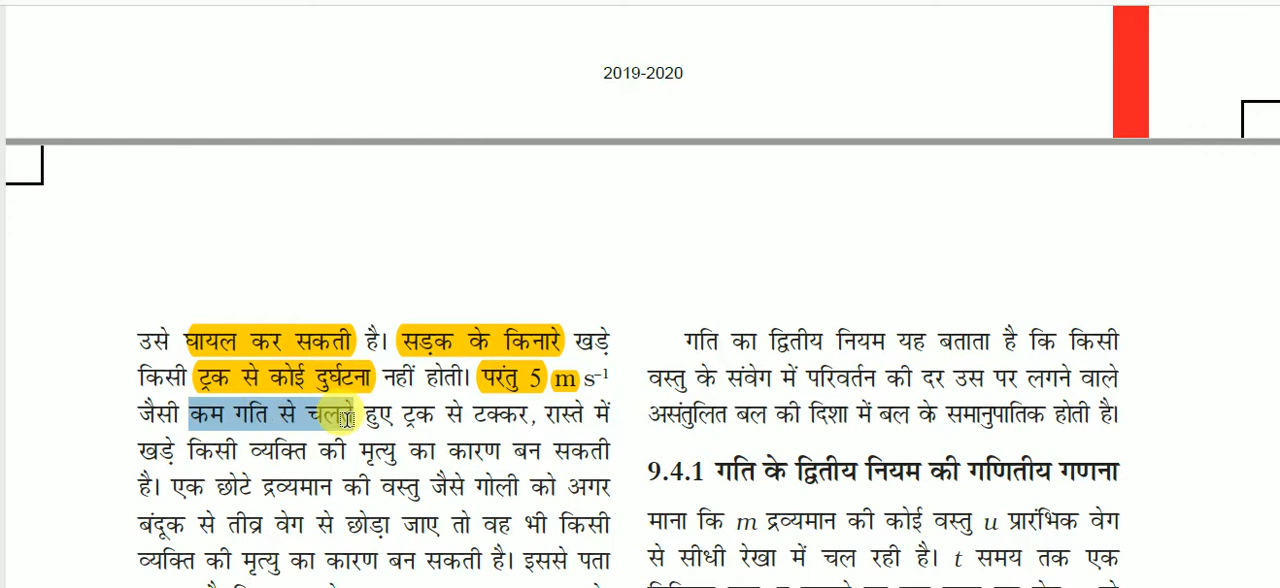 2019-2020
उसे घायल कर सकती है। सड़क के किनारे खड़े
किसी ट्रक से कोई दुर्घटना नहीं होती। परंतु 5 m s⁻¹
जैसी कम गति से चलते हुए ट्रक से टक्कर, रास्ते में
खड़े किसी व्यक्ति की मृत्यु का कारण बन सकती
है। एक छोटे द्रव्यमान की वस्तु जैसे गोली को अगर
बंदूक से तीव्र वेग से छोड़ा जाए तो वह भी किसी
व्यक्ति की मृत्यु का कारण बन सकती है। इससे पता
गति का द्वितीय नियम यह बताता है कि किसी
वस्तु के संवेग में परिवर्तन की दर उस पर लगने वाले
असंतुलित बल की दिशा में बल के समानुपातिक होती है।
9.4.1 गति के द्वितीय नियम की गणितीय गणना
माना कि m द्रव्यमान की कोई वस्तु u प्रारंभिक वेग
से सीधी रेखा में चल रही है। t समय तक एक